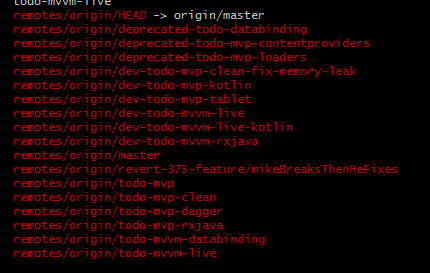 todo-mvvm-live
remotes/origin/HEAD -> origin/master
remotes/origin/deprecated-todo-databinding
remotes/origin/deprecated-todo-mvp-contentproviders
remotes/origin/deprecated-todo-mvp-loaders
remotes/origin/dev-todo-mvp-clean-fix-memory-leak
remotes/origin/dev-todo-mvp-kotlin
remotes/origin/dev-todo-mvp-tablet
remotes/origin/dev-todo-mvvm-live
remotes/origin/dev-todo-mvvm-live-kotlin
remotes/origin/dev-todo-mvvm-rxjava
remotes/origin/master
remotes/origin/revert-375-feature/mikeBreaksThenHeFixes
remotes/origin/todo-mvp
remotes/origin/todo-mvp-clean
remotes/origin/todo-mvp-dagger
remotes/origin/todo-mvp-rxjava
remotes/origin/todo-mvvm-databinding
remotes/origin/todo-mvvm-live